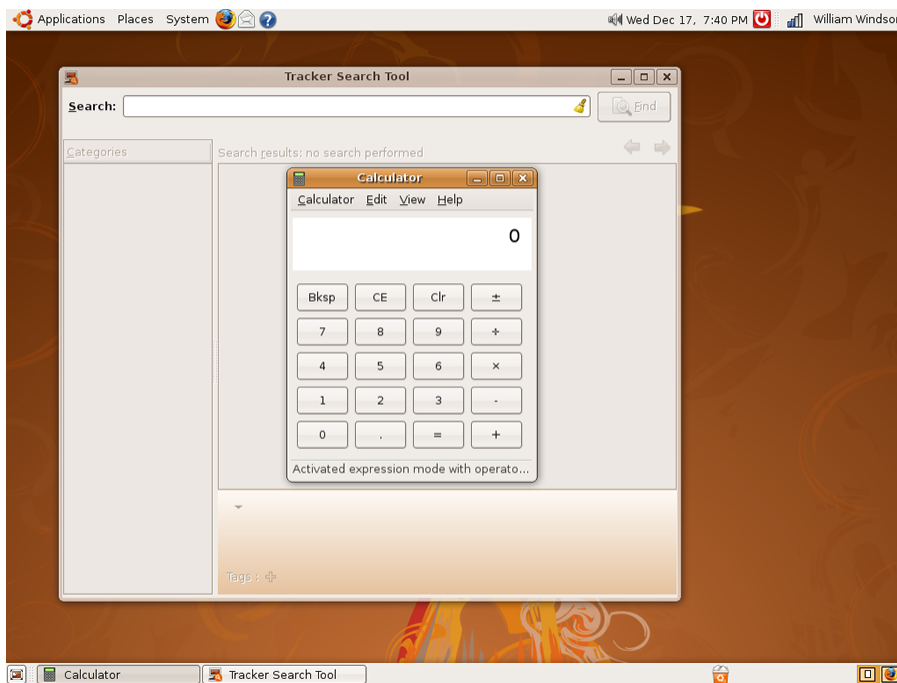 Applications Places System Wed Dec 17, 7:40 PM William Windsor
Tracker Search Tool
Search: Find
Categories
Search results: no search performed
Calculator
Calculator Edit View Help
0
Bksp CE Clr ±
7 8 9 ÷
4 5 6 ×
1 2 3 -
0 . = +
Activated expression mode with operato...
Tags :
Calculator Tracker Search Tool